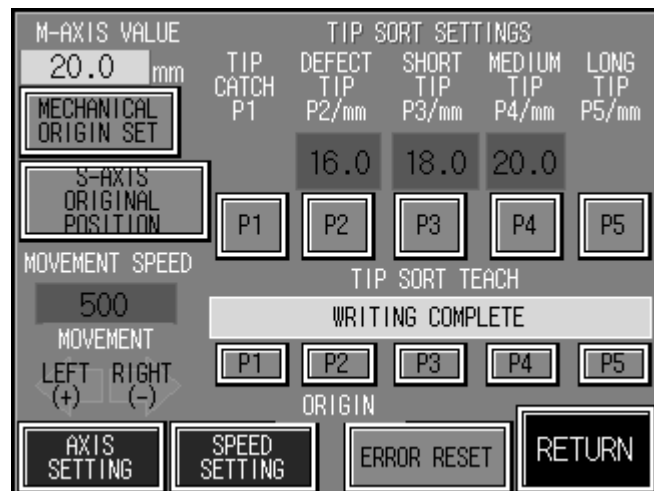 M-AXIS VALUE
20.0 mm
MECHANICAL
ORIGIN SET
S-AXIS
ORIGINAL
POSITION
MOVEMENT SPEED
500
MOVEMENT
LEFT RIGHT
(+) (-)
AXIS
SETTING
SPEED
SETTING
TIP SORT SETTINGS
TIP
CATCH
P1
DEFECT
TIP
P2/mm
SHORT
TIP
P3/mm
MEDIUM
TIP
P4/mm
LONG
TIP
P5/mm
16.0 18.0 20.0
P1 P2 P3 P4 P5
TIP SORT TEACH
WRITING COMPLETE
P1 P2 P3 P4 P5
ORIGIN
ERROR RESET
RETURN